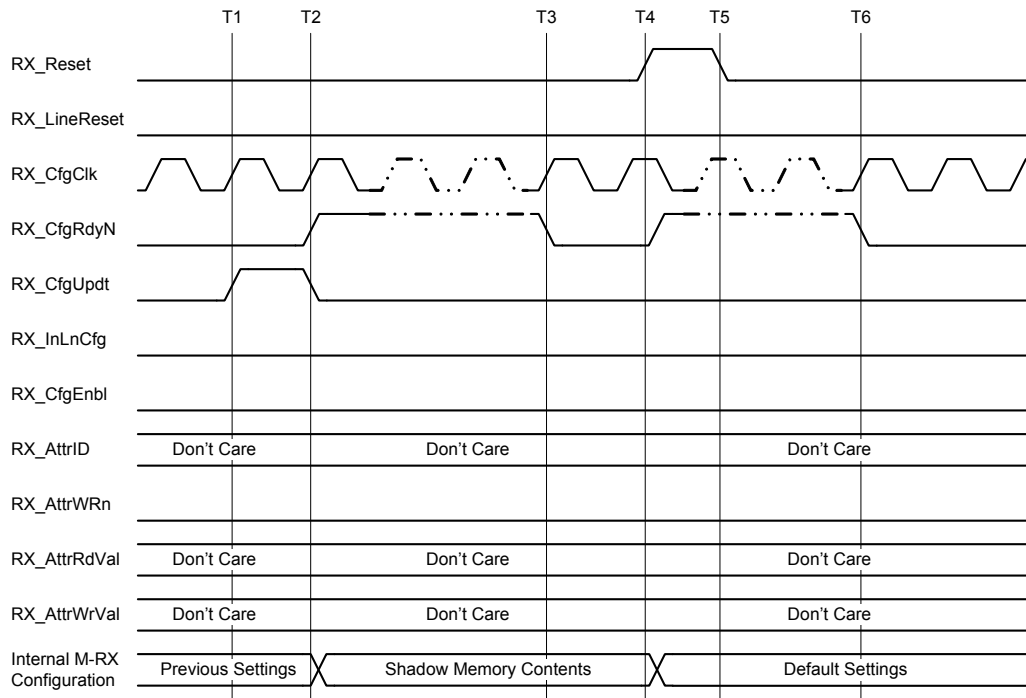 T1 T2 T3 T4 T5 T6
RX_Reset
RX_LineReset
RX_CfgClk
RX_CfgRdyN
RX_CfgUpdt
RX_InLnCfg
RX_CfgEnbl
RX_AttrID Don't Care Don't Care Don't Care
RX_AttrWRn
RX_AttrRdVal Don't Care Don't Care Don't Care
RX_AttrWrVal Don't Care Don't Care Don't Care
Internal M-RX
Configuration Previous Settings Shadow Memory Contents Default Settings